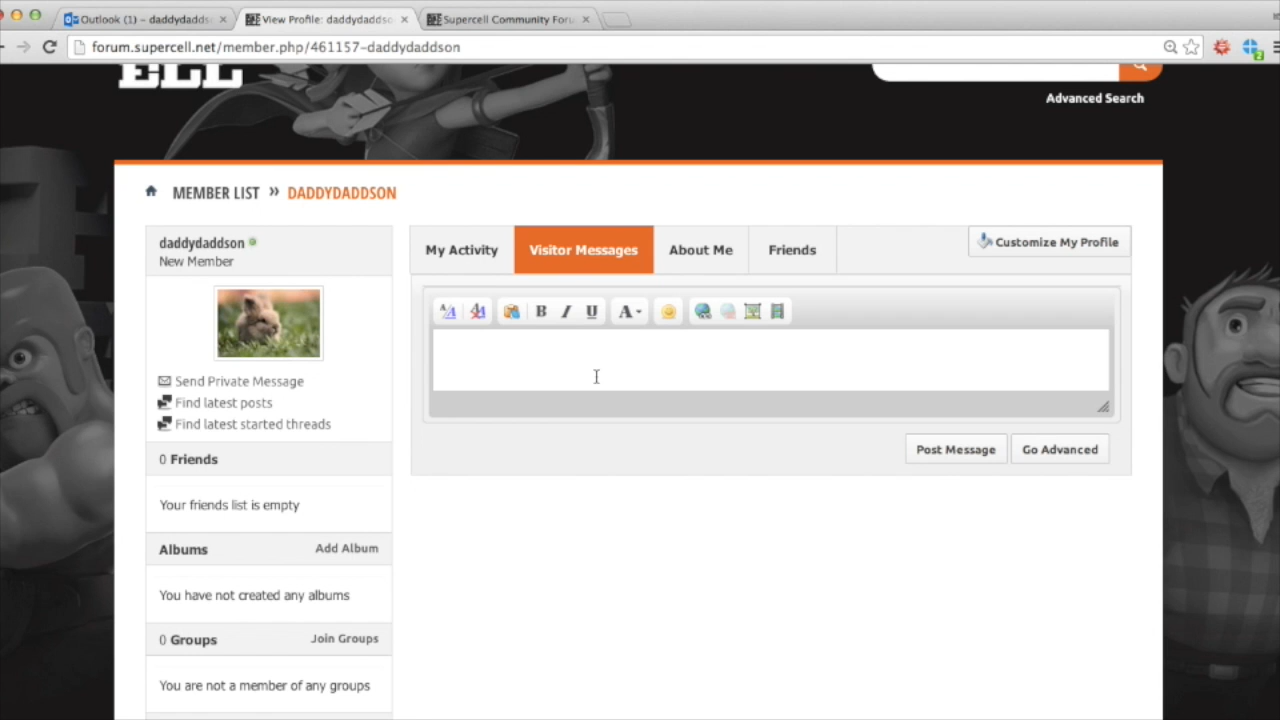 Outlook (1) – daddydadds
View Profile: daddydaddso
Supercell Community Foru
forum.supercell.net/member.php/461157-daddydaddson
2
ELL
Advanced Search
MEMBER LIST » DADDYDADDSON
daddydaddson
New Member
Send Private Message
Find latest posts
Find latest started threads
0 Friends
Your friends list is empty
Albums Add Album
You have not created any albums
0 Groups Join Groups
You are not a member of any groups
My Activity Visitor Messages About Me Friends
Customize My Profile
B I U A
Post Message Go Advanced